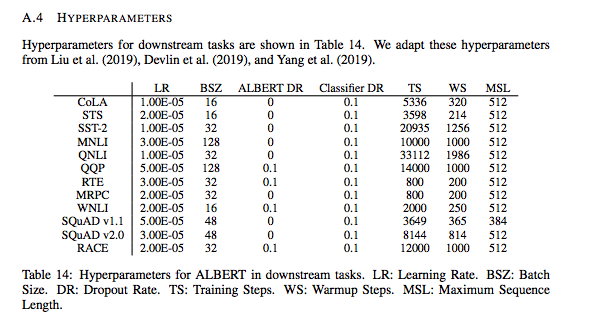 A.4 HYPERPARAMETERS
Hyperparameters for downstream tasks are shown in Table 14. We adapt these hyperparameters
from Liu et al. (2019), Devlin et al. (2019), and Yang et al. (2019).
LR BSZ ALBERT DR Classifier DR TS WS MSL
CoLA 1.00E-05 16 0 0.1 5336 320 512
STS 2.00E-05 16 0 0.1 3598 214 512
SST-2 1.00E-05 32 0 0.1 20935 1256 512
MNLI 3.00E-05 128 0 0.1 10000 1000 512
QNLI 1.00E-05 32 0 0.1 33112 1986 512
QQP 5.00E-05 128 0.1 0.1 14000 1000 512
RTE 3.00E-05 32 0.1 0.1 800 200 512
MRPC 2.00E-05 32 0 0.1 800 200 512
WNLI 2.00E-05 16 0.1 0.1 2000 250 512
SQuAD v1.1 5.00E-05 48 0 0.1 3649 365 384
SQuAD v2.0 3.00E-05 48 0 0.1 8144 814 512
RACE 2.00E-05 32 0.1 0.1 12000 1000 512
Table 14: Hyperparameters for ALBERT in downstream tasks. LR: Learning Rate. BSZ: Batch
Size. DR: Dropout Rate. TS: Training Steps. WS: Warmup Steps. MSL: Maximum Sequence
Length.